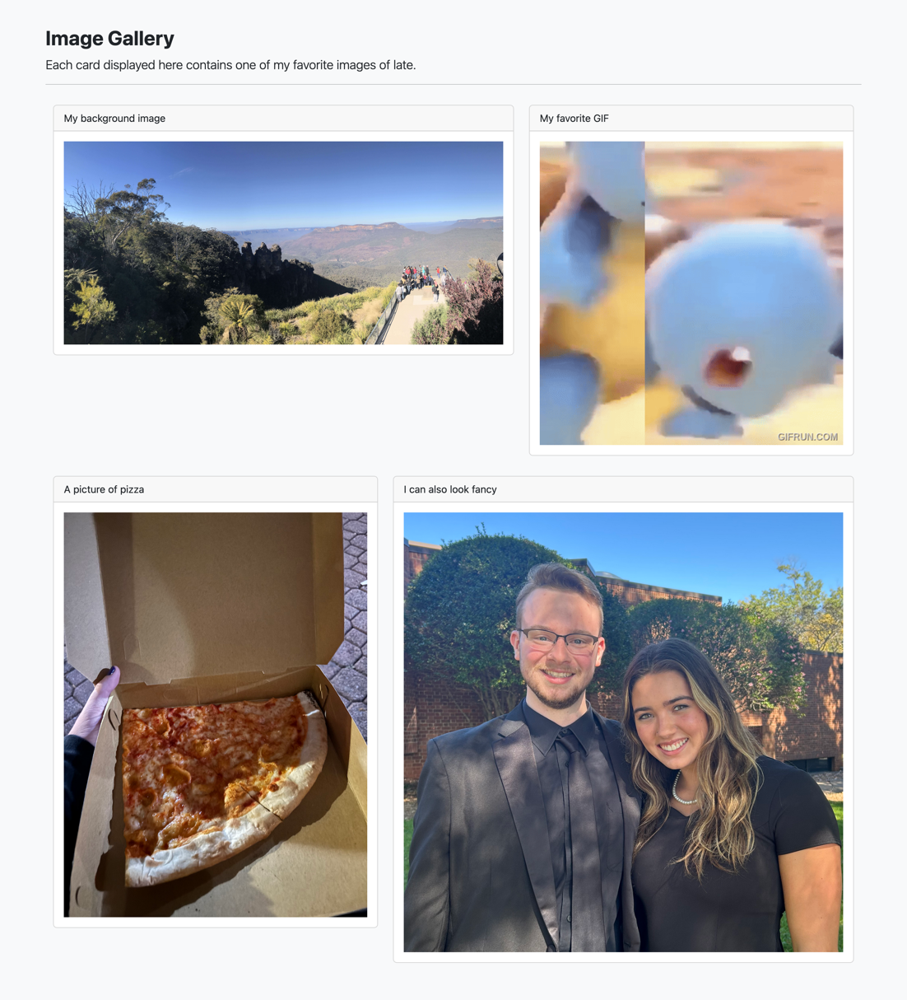 Image Gallery
Each card displayed here contains one of my favorite images of late.
My background image
My favorite GIF
GIFRUN.COM
A picture of pizza
I can also look fancy